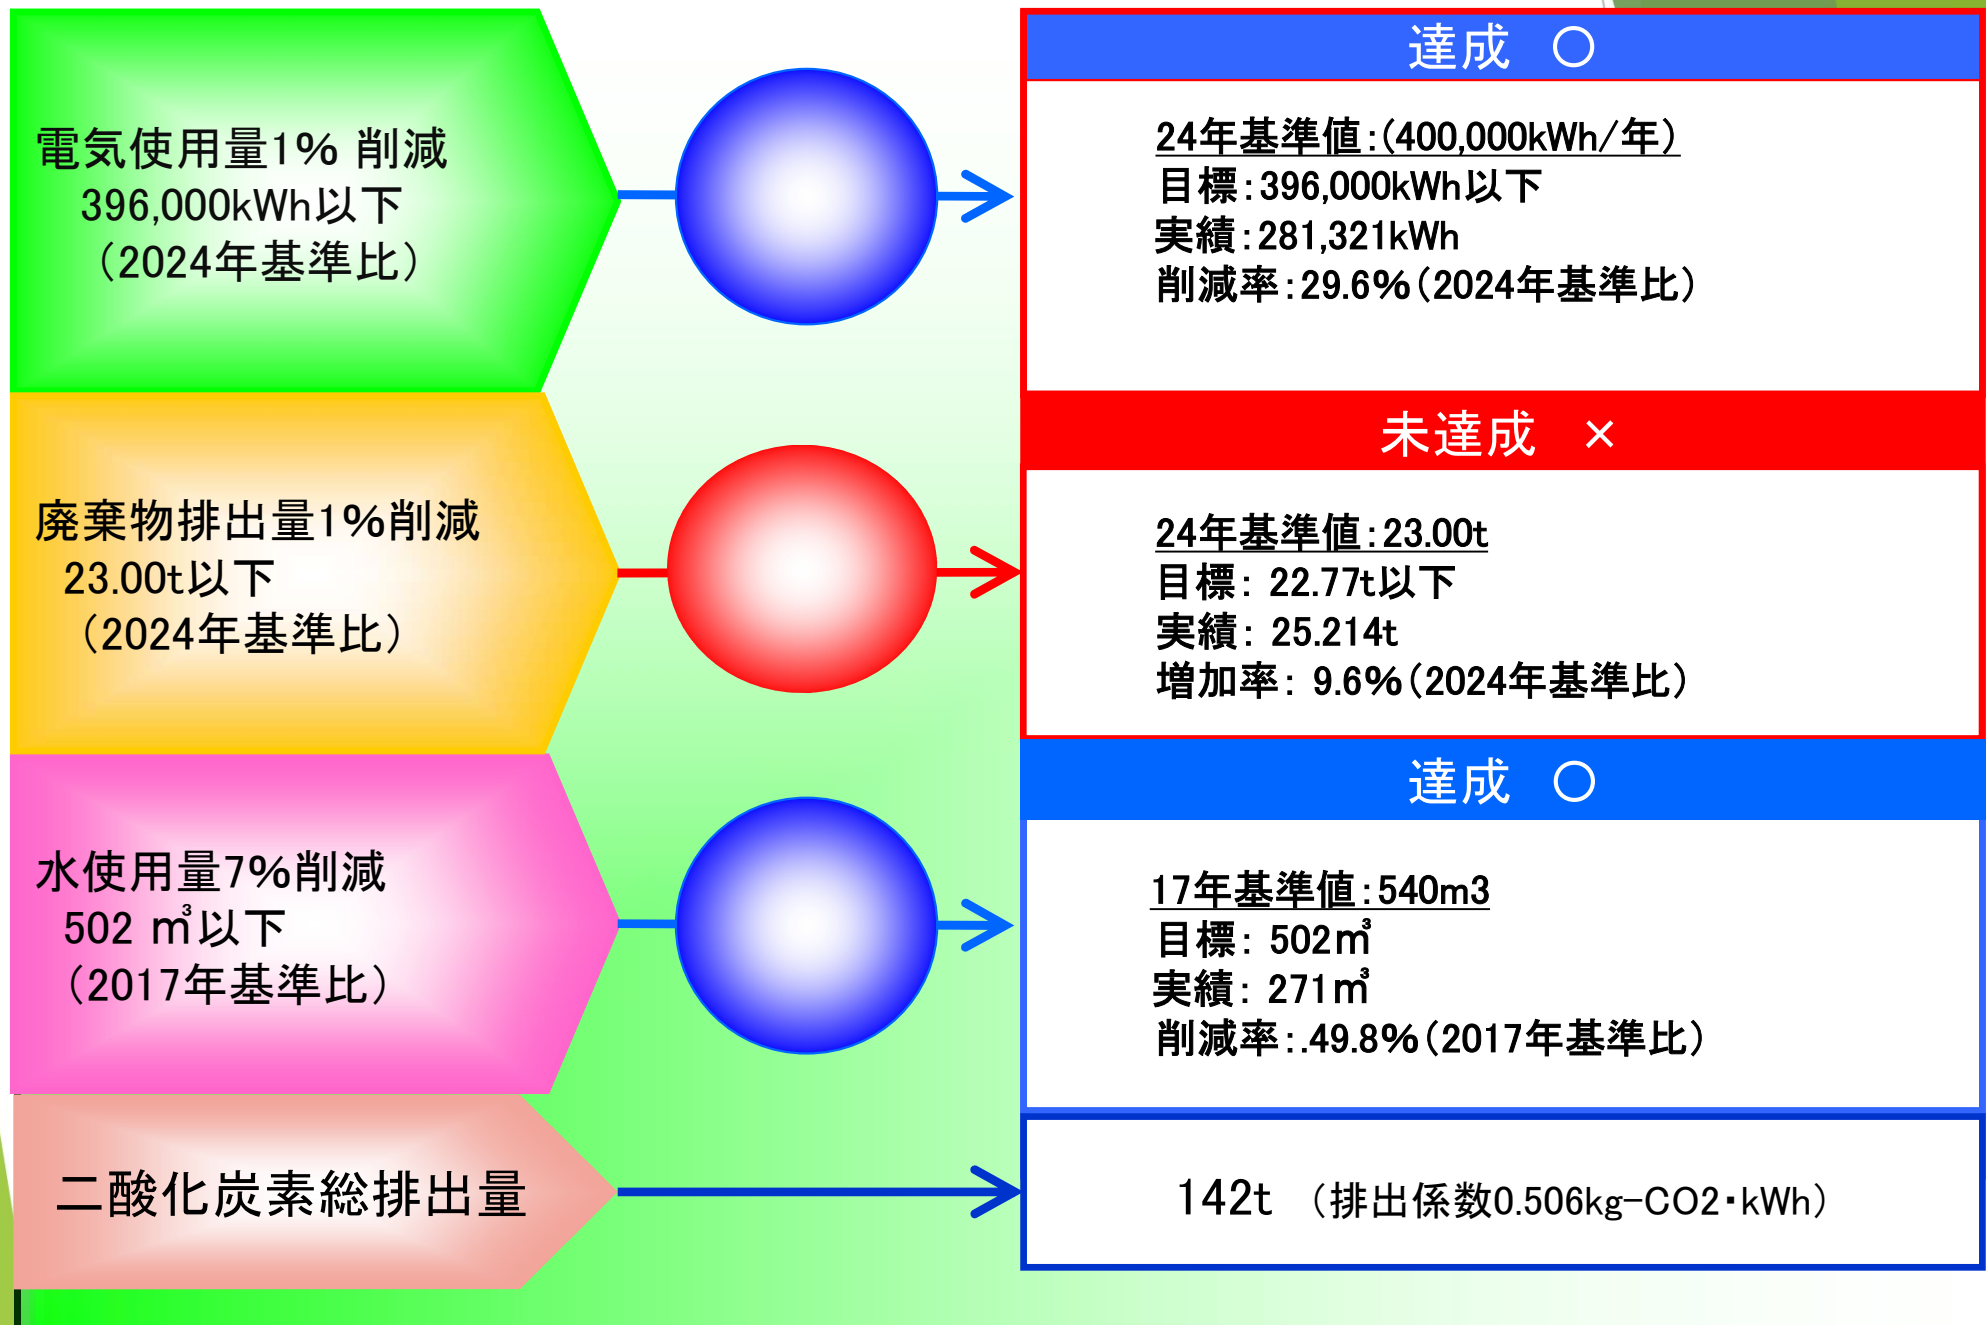 電気使用量1% 削減
396,000kWh以下
（2024年基準比）
達成　○
24年基準値：(400,000kWh/年）
目標：396,000kWh以下
実績：281,321kWh
削減率：29.6%（2024年基準比）
廃棄物排出量1%削減
23.00t以下
（2024年基準比）
未達成　×
24年基準値：23.00t
目標： 22.77t以下
実績： 25.214t
増加率： 9.6%（2024年基準比）
水使用量7%削減
502 ㎥以下
（2017年基準比）
達成　○
17年基準値：540m3
目標： 502㎥
実績： 271㎥
削減率：.49.8%（2017年基準比）
二酸化炭素総排出量
142t （排出係数0.506kg-CO2・kWh）